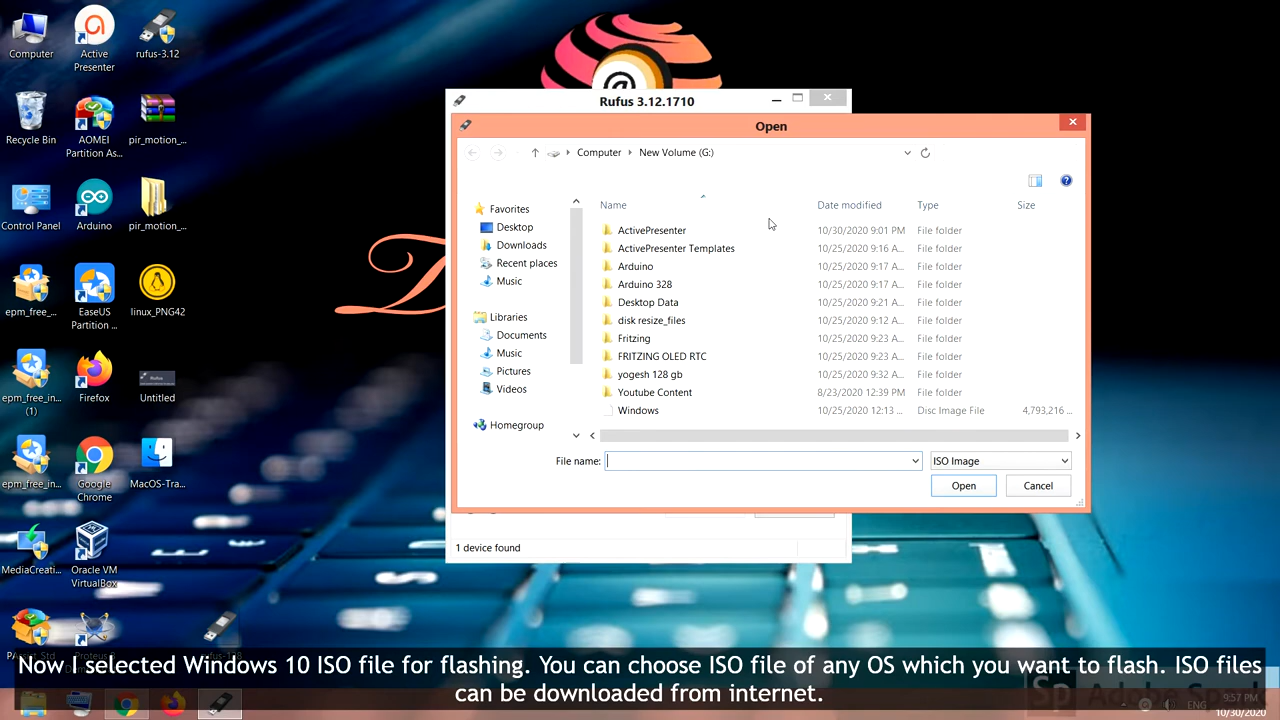 Computer
Active
Presenter
rufus-3.12
Recycle Bin
AOMEI
Partition As...
pir_motion_...
Control Panel
Arduino
pir_motion_...
epm_free_...
EaseUS
Partition ...
linux_PNG42
epm_free_in...
(1)
Firefox
Untitled
epm_free_in...
Google
Chrome
MacOS-Tra...
MediaCreati...
Oracle VM
VirtualBox
Rufus 3.12.1710
Open
Computer
New Volume (G:)
Name
Date modified
Type
Size
Favorites
Desktop
Downloads
Recent places
Music
Libraries
Documents
Music
Pictures
Videos
Homegroup
ActivePresenter 10/30/2020 9:01 PM File folder
ActivePresenter Templates 10/25/2020 9:16 A... File folder
Arduino 10/25/2020 9:17 A... File folder
Arduino 328 10/25/2020 9:17 A... File folder
Desktop Data 10/25/2020 9:21 A... File folder
disk resize_files 10/25/2020 9:12 A... File folder
Fritzing 10/25/2020 9:23 A... File folder
FRITZING OLED RTC 10/25/2020 9:23 A... File folder
yogesh 128 gb 10/25/2020 9:32 A... File folder
Youtube Content 8/23/2020 12:39 PM File folder
Windows 10/25/2020 12:13 ... Disc Image File 4,793,216 ...
File name:
ISO Image
Open
Cancel
1 device found
Now I selected Windows 10 ISO file for flashing. You can choose ISO file of any OS which you want to flash. ISO files
can be downloaded from internet.
ENG
9:57 PM
10/30/2020